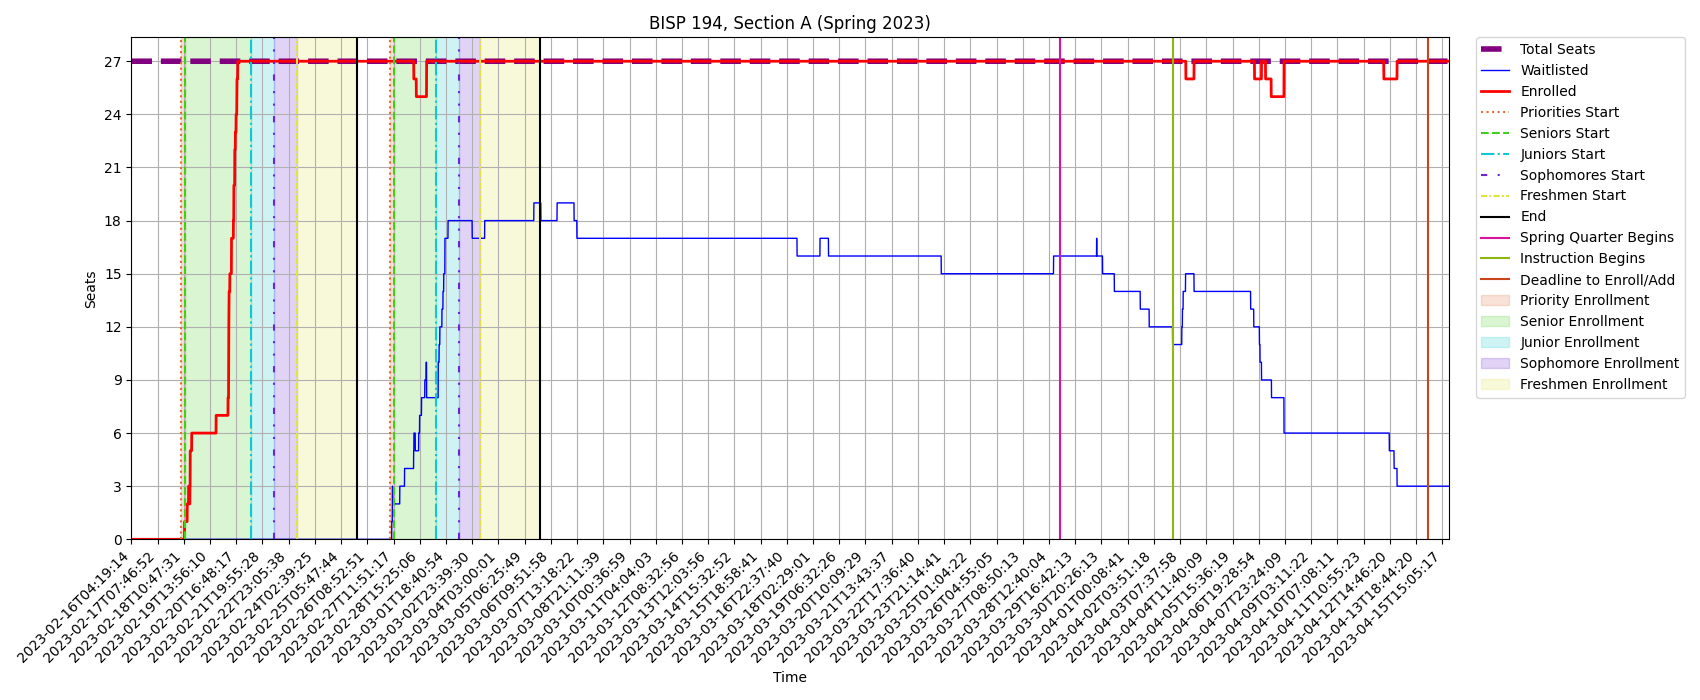 BISP 194, Section A (Spring 2023)
27
24
21
18
15
12
9
6
3
0
Seats
2023-02-16T04:19:14
2023-02-17T07:46:52
2023-02-18T10:47:31
2023-02-19T13:56:10
2023-02-20T16:48:17
2023-02-21T19:55:28
2023-02-22T23:05:38
2023-02-24T02:39:25
2023-02-25T05:47:44
2023-02-26T08:52:51
2023-02-27T11:51:17
2023-02-28T15:25:06
2023-03-01T18:40:54
2023-03-02T23:39:30
2023-03-04T03:00:01
2023-03-05T06:25:49
2023-03-06T09:51:58
2023-03-07T13:18:22
2023-03-08T21:11:39
2023-03-10T00:36:59
2023-03-11T04:04:03
2023-03-12T08:32:56
2023-03-13T12:03:56
2023-03-14T15:32:52
2023-03-15T18:58:41
2023-03-16T22:37:40
2023-03-18T02:29:01
2023-03-19T06:32:26
2023-03-20T10:09:29
2023-03-21T13:43:37
2023-03-22T17:36:40
2023-03-23T21:14:41
2023-03-25T01:04:22
2023-03-26T04:55:05
2023-03-27T08:50:13
2023-03-28T12:40:04
2023-03-29T16:42:13
2023-03-30T20:26:13
2023-04-01T00:08:41
2023-04-02T03:51:18
2023-04-03T07:37:58
2023-04-04T11:40:09
2023-04-05T15:36:19
2023-04-06T19:28:54
2023-04-07T23:24:09
2023-04-09T03:11:22
2023-04-10T07:08:11
2023-04-11T10:55:23
2023-04-12T14:46:20
2023-04-13T18:44:20
2023-04-15T15:05:17
Time
Total Seats
Waitlisted
Enrolled
Priorities Start
Seniors Start
Juniors Start
Sophomores Start
Freshmen Start
End
Spring Quarter Begins
Instruction Begins
Deadline to Enroll/Add
Priority Enrollment
Senior Enrollment
Junior Enrollment
Sophomore Enrollment
Freshmen Enrollment